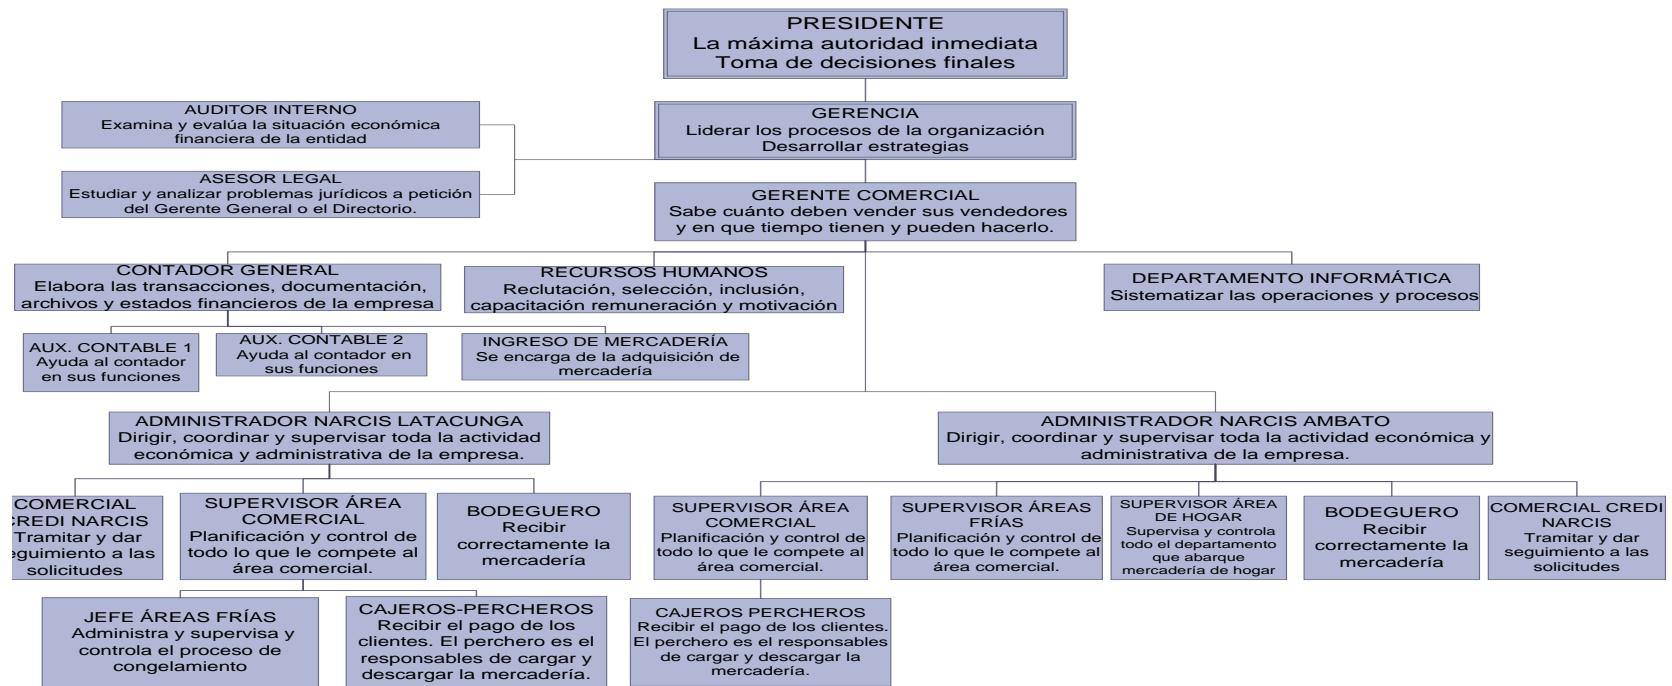 PRESIDENTE
La máxima autoridad inmediata
Toma de decisiones finales
AUDITOR INTERNO
Examina y evalúa la situación económica
financiera de la entidad
GERENCIA
Liderar los procesos de la organización
Desarrollar estrategias
ASESOR LEGAL
Estudiar y analizar problemas jurídicos a petición
del Gerente General o el Directorio.
GERENTE COMERCIAL
Sabe cuánto deben vender sus vendedores
y en que tiempo tienen y pueden hacerlo.
CONTADOR GENERAL
Elabora las transacciones, documentación,
archivos y estados financieros de la empresa
RECURSOS HUMANOS
Reclutación, selección, inclusión,
capacitación remuneración y motivación
DEPARTAMENTO INFORMÁTICA
Sistematizar las operaciones y procesos
AUX. CONTABLE 1
Ayuda al contador
en sus funciones
AUX. CONTABLE 2
Ayuda al contador en
sus funciones
INGRESO DE MERCADERÍA
Se encarga de la adquisición de
mercadería
ADMINISTRADOR NARCIS LATACUNGA
Dirigir, coordinar y supervisar toda la actividad
económica y administrativa de la empresa.
ADMINISTRADOR NARCIS AMBATO
Dirigir, coordinar y supervisar toda la actividad económica y
administrativa de la empresa.
COMERCIAL
CREDI NARCIS
Tramitar y dar
eguimiento a las
solicitudes
SUPERVISOR ÁREA
COMERCIAL
Planificación y control de
todo lo que le compete al
área comercial.
BODEGUERO
Recibir
correctamente la
mercadería
SUPERVISOR ÁREA
COMERCIAL
Planificación y control de
todo lo que le compete al
área comercial.
SUPERVISOR ÁREAS
FRÍAS
Planificación y control de
todo lo que le compete al
área comercial.
SUPERVISOR ÁREA
DE HOGAR
Supervisa y controla
todo el departamento
que abarque
mercadería de hogar
BODEGUERO
Recibir
correctamente la
mercadería
COMERCIAL CREDI
NARCIS
Tramitar y dar
seguimiento a las
solicitudes
JEFE ÁREAS FRÍAS
Administra y supervisa y
controla el proceso de
congelamiento
CAJEROS-PERCHEROS
Recibir el pago de los
clientes. El perchero es el
responsables de cargar y
descargar la mercadería.
CAJEROS PERCHEROS
Recibir el pago de los clientes.
El perchero es el responsables
de cargar y descargar la
mercadería.